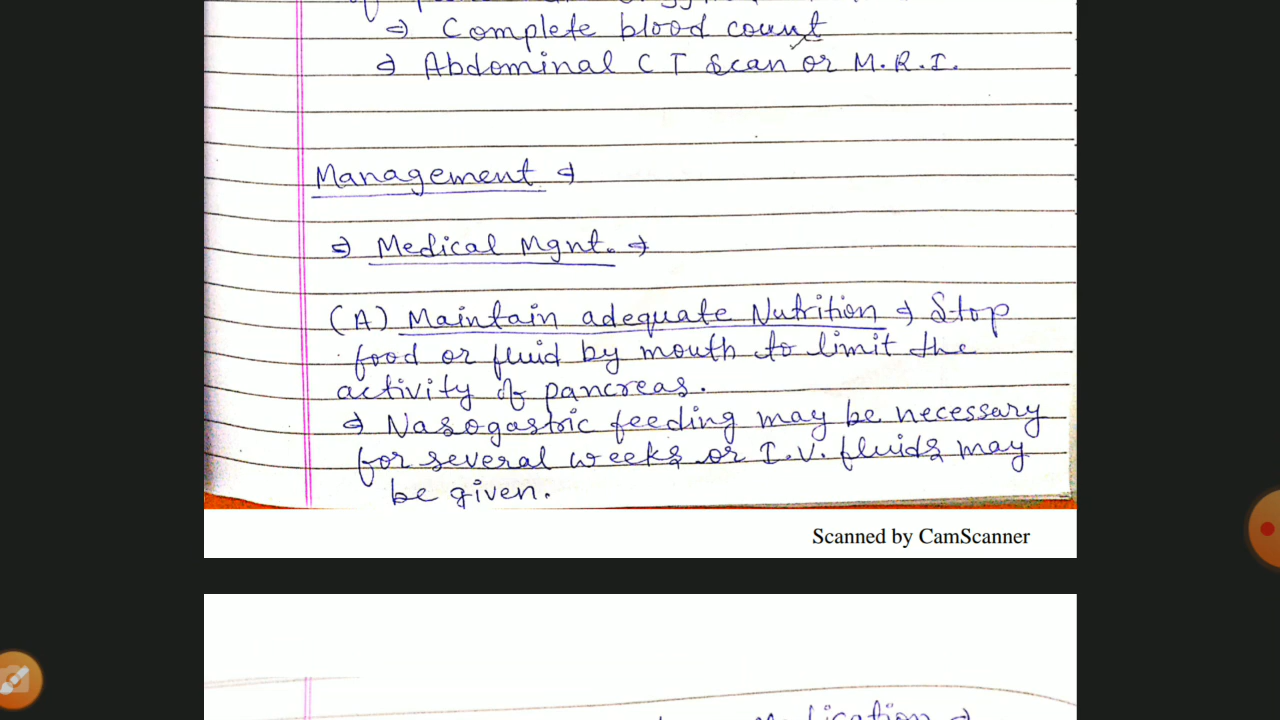 ⇒ Complete blood count
⇒ Abdominal CT Scan or M.R.I.
Management ⇒
⇒ Medical Mgnt. ⇒
(A) Maintain adequate Nutrition ⇒ Stop
food or fluid by mouth to limit the
activity of pancreas.
⇒ Nasogastric feeding may be necessary
for several weeks or I.V. fluids may
be given.
Scanned by CamScanner